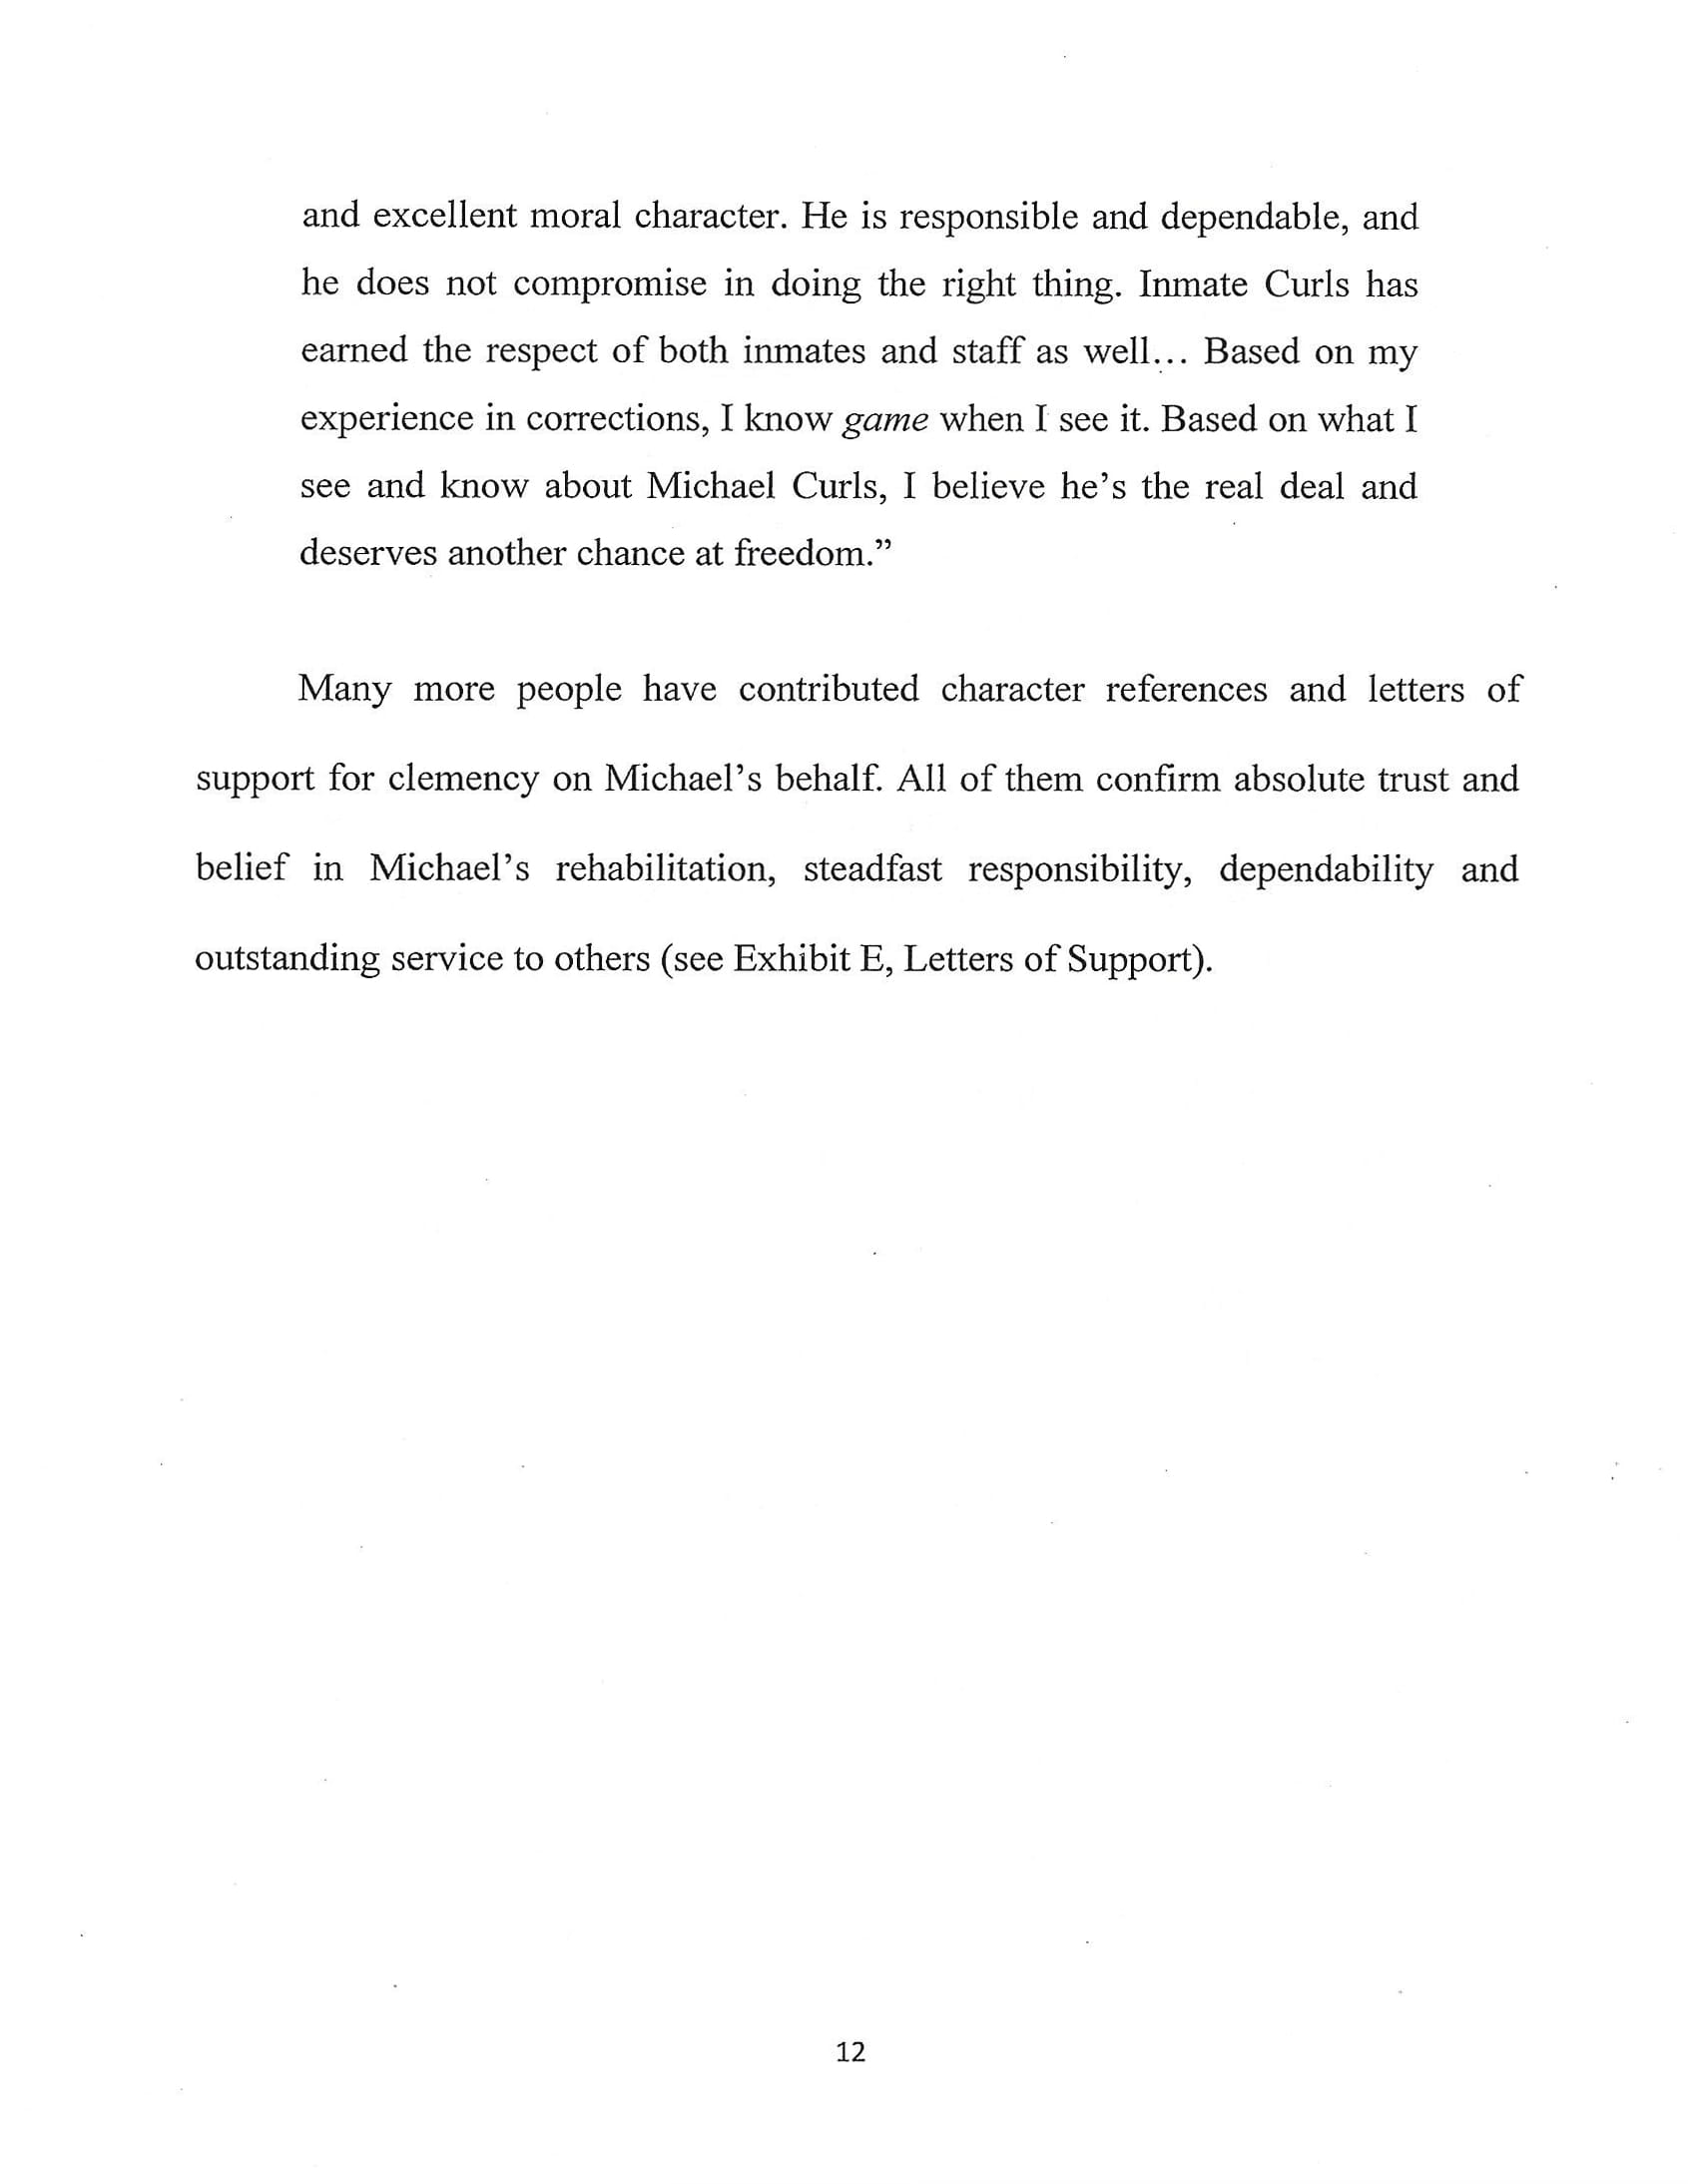 and excellent moral character. He is responsible and dependable, and
he does not compromise in doing the right thing. Inmate Curls has
earned the respect of both inmates and staff as well... Based on my
experience in corrections, I know game when I see it. Based on what I
see and know about Michael Curls, I believe he’s the real deal and
deserves another chance at freedom.”
Many more people have contributed character references and letters of
support for clemency on Michael’s behalf. All of them confirm absolute trust and
belief in Michael’s rehabilitation, steadfast responsibility, dependability and
outstanding service to others (see Exhibit E, Letters of Support).
12